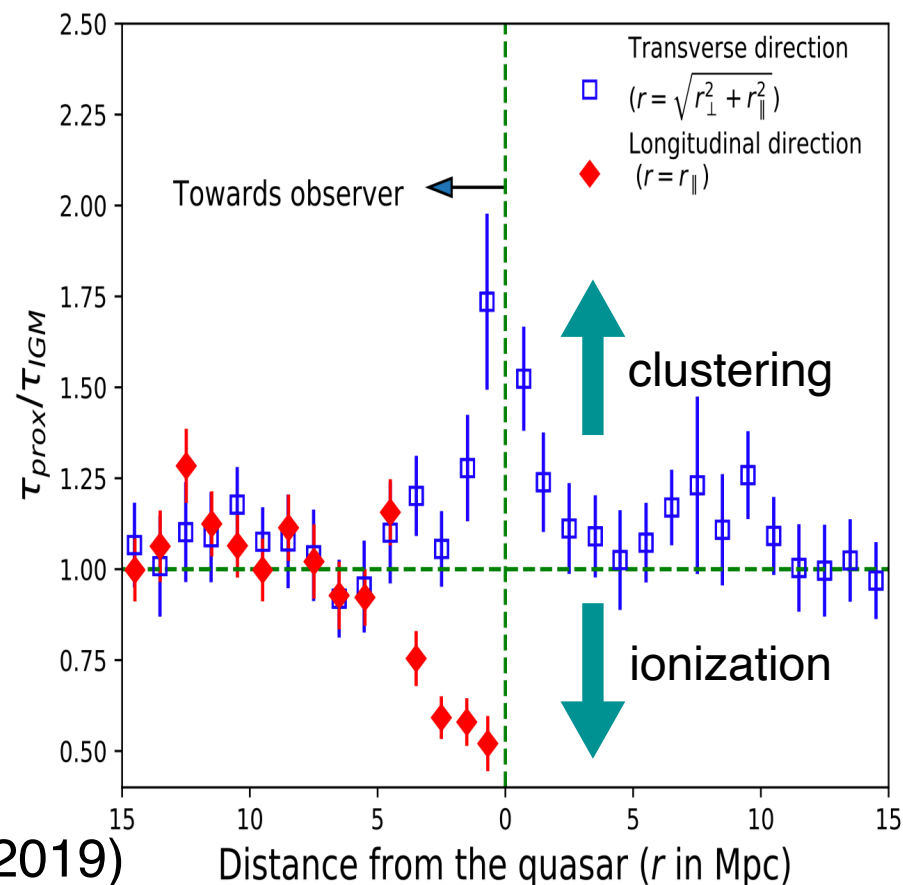 2.50
2.25
2.00
1.75
1.50
1.25
1.00
0.75
0.50
τprox/τIGM
Transverse direction
(r = √r⊥² + r∥²)
Longitudinal direction
(r = r∥)
Towards observer
clustering
ionization
15 10 5 0 5 10 15
2019)
Distance from the quasar (r in Mpc)